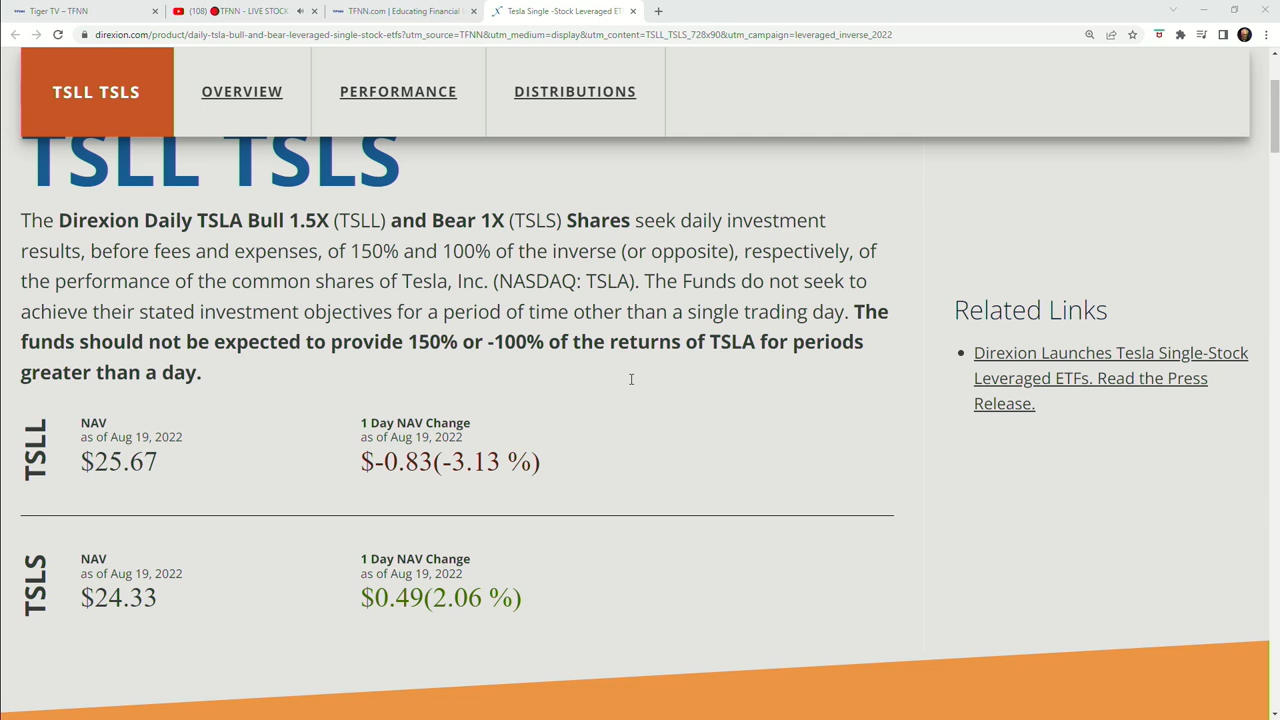 Tiger TV – TFNN
(108) 🔴TFNN - LIVE STOCK
TFNN.com | Educating Financial
Tesla Single -Stock Leveraged ET
direxion.com/product/daily-tsla-bull-and-bear-leveraged-single-stock-etfs?utm_source=TFNN&utm_medium=display&utm_content=TSLL_TSLS_728x90&utm_campaign=leveraged_inverse_2022
TSLL TSLS
OVERVIEW
PERFORMANCE
DISTRIBUTIONS
TSLL TSLS
The Direxion Daily TSLA Bull 1.5X (TSLL) and Bear 1X (TSLS) Shares seek daily investment
results, before fees and expenses, of 150% and 100% of the inverse (or opposite), respectively, of
the performance of the common shares of Tesla, Inc. (NASDAQ: TSLA). The Funds do not seek to
achieve their stated investment objectives for a period of time other than a single trading day. The
funds should not be expected to provide 150% or -100% of the returns of TSLA for periods
greater than a day.
Related Links
Direxion Launches Tesla Single-Stock
Leveraged ETFs. Read the Press
Release.
TSLL
NAV
as of Aug 19, 2022
$25.67
1 Day NAV Change
as of Aug 19, 2022
$-0.83(-3.13 %)
TSLS
NAV
as of Aug 19, 2022
$24.33
1 Day NAV Change
as of Aug 19, 2022
$0.49(2.06 %)